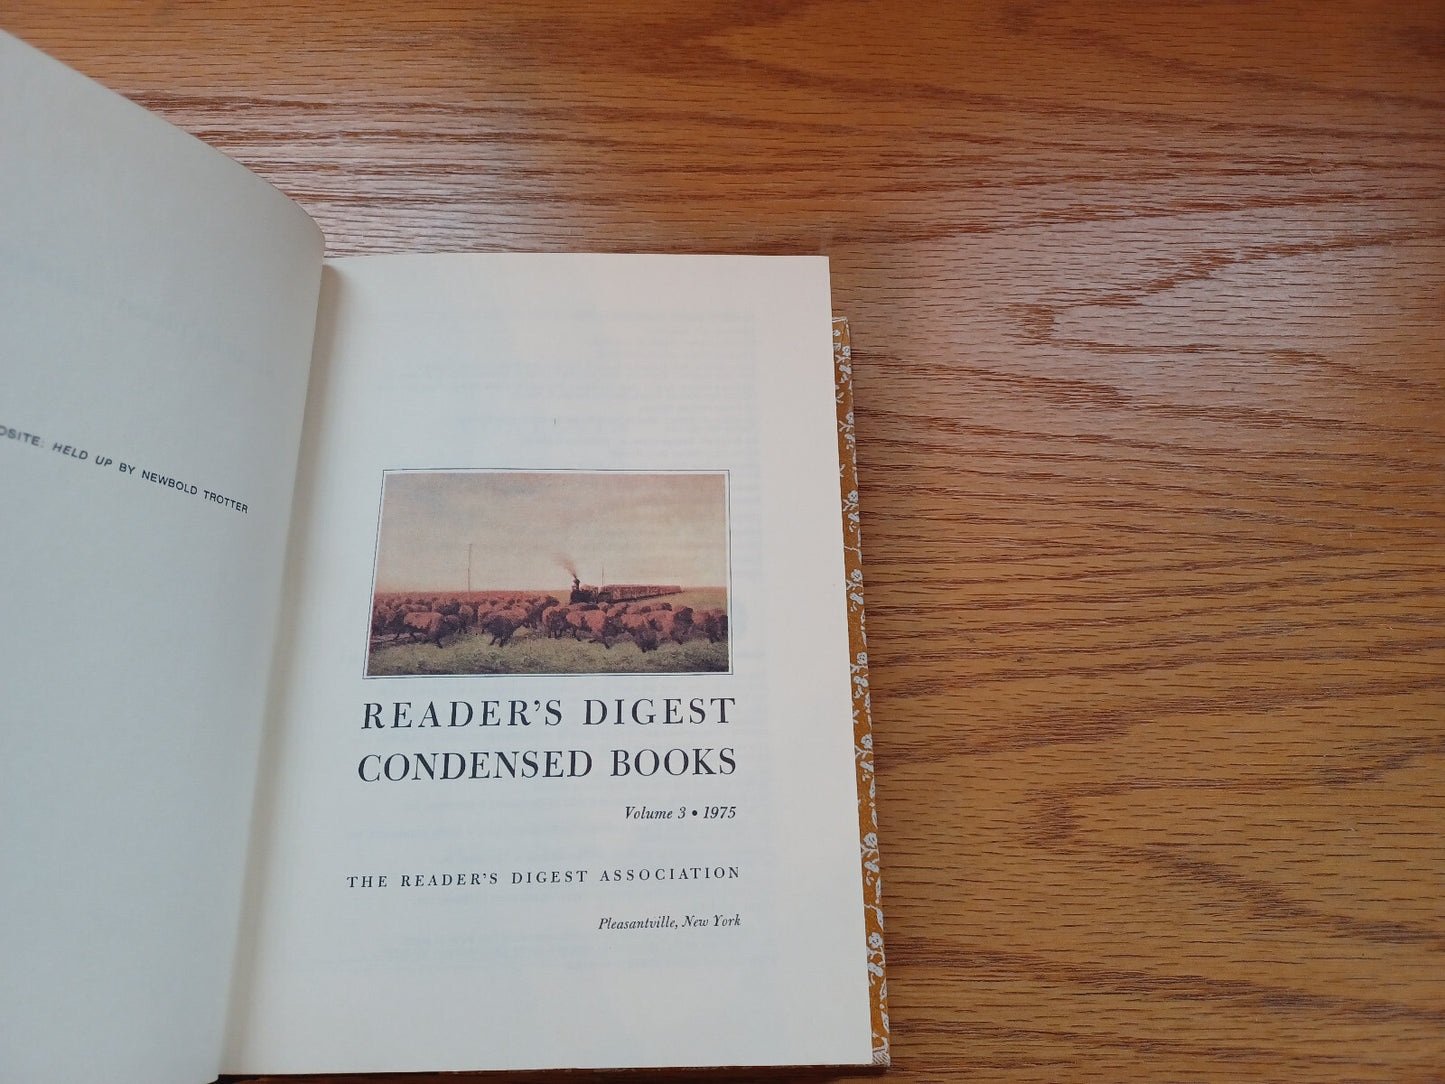 HELD UP BY NEWBOLD TROTTER
READER'S DIGEST
CONDENSED BOOKS
Volume 3 • 1975
THE READER'S DIGEST ASSOCIATION
Pleasantville, New York